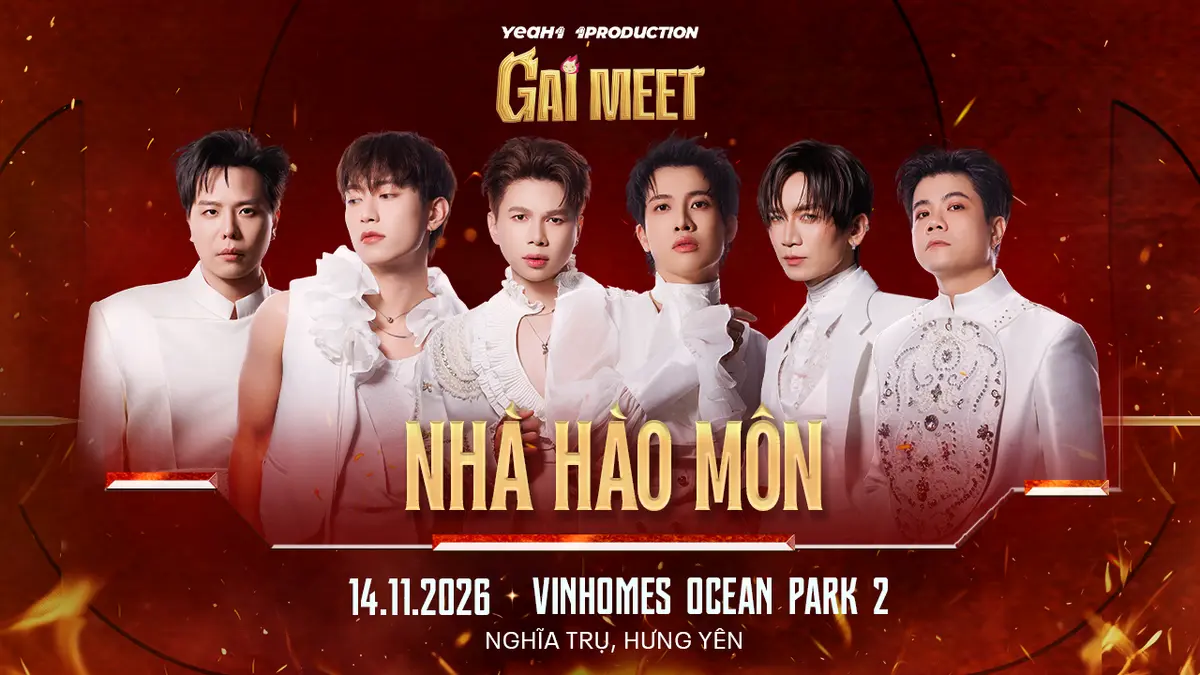 YEAH1 1PRODUCTION
GAI MEET
NHÀ HÀO MÔN
14.11.2026 VINHOMES OCEAN PARK 2
NGHĨA TRỤ, HƯNG YÊN